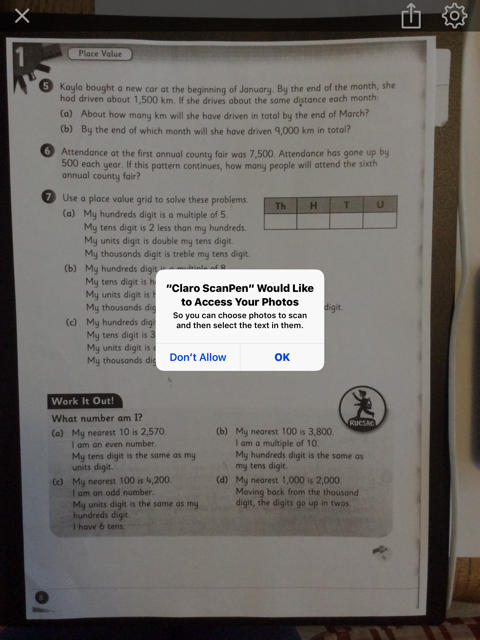 1
Place Value
5 Kayla bought a new car at the beginning of January. By the end of the month, she
had driven about 1,500 km. If she drives about the same distance each month:
(a) About how many km will she have driven in total by the end of March?
(b) By the end of which month will she have driven 9,000 km in total?
6 Attendance at the first annual county fair was 7,500. Attendance has gone up by
500 each year. If this pattern continues, how many people will attend the sixth
annual county fair?
7 Use a place value grid to solve these problems.
Th H T U
(a) My hundreds digit is a multiple of 5.
My tens digit is 2 less than my hundreds.
My units digit is double my tens digit.
My thousands digit is treble my tens digit.
(b) My hundreds digit is a multiple of 8
My tens digit is
My units digit is
My thousands digit.
(c) My hundreds
My tens digit is 3
My units digit is
My thousands
"Claro ScanPen" Would Like
to Access Your Photos
So you can choose photos to scan
and then select the text in them.
Don't Allow OK
Work It Out!
RUCSAC
What number am I?
(a) My nearest 10 is 2,570.
I am an even number.
My tens digit is the same as my
units digit.
(b) My nearest 100 is 3,800.
I am a multiple of 10.
My hundreds digit is the same as
my tens digit.
(c) My nearest 100 is 4,200.
I am an odd number.
My units digit is the same as my
hundreds digit.
I have 6 tens.
(d) My nearest 1,000 is 2,000.
Moving back from the thousand
digit, the digits go up in twos.